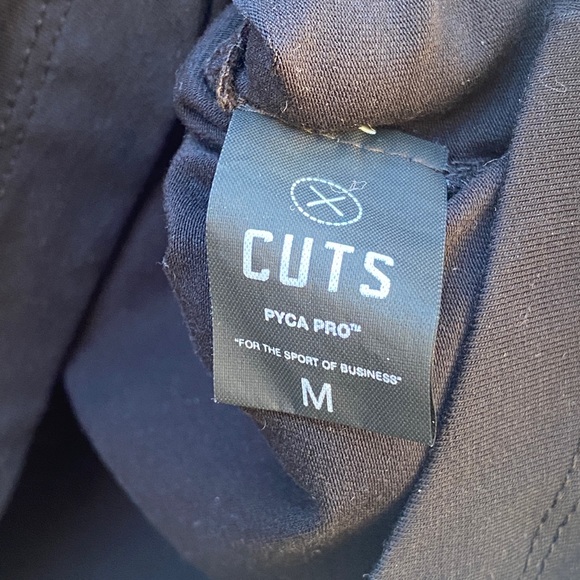 CUTS
PYCA PRO™
"FOR THE SPORT OF BUSINESS"
M